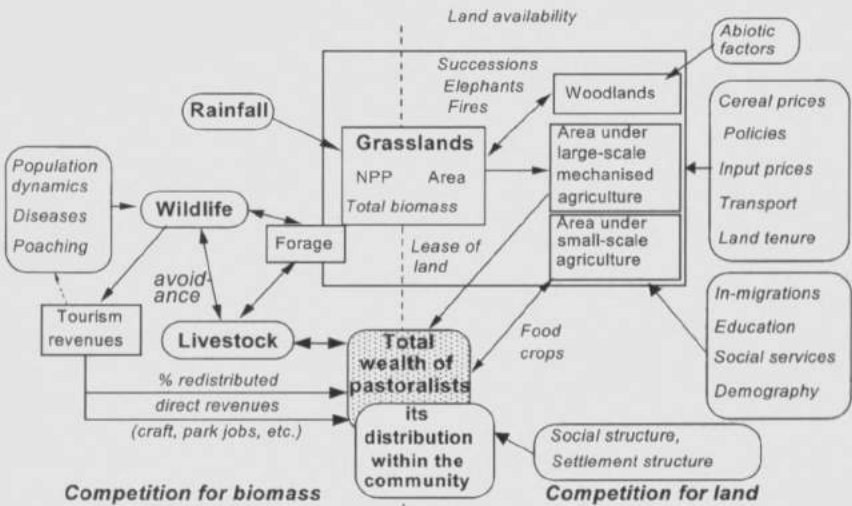 Land availability
Abiotic
factors
Successions
Elephants
Fires
Woodlands
Rainfall
Cereal prices
Policies
Input prices
Transport
Land tenure
Grasslands
NPP Area
Total biomass
Area under
large-scale
mechanised
agriculture
Population
dynamics
Diseases
Poaching
Wildlife
Forage
Lease of
land
Area under
small-scale
agriculture
avoid-
ance
In-migrations
Education
Social services
Demography
Tourism
revenues
Livestock
Total
wealth of
pastoralists
Food
crops
% redistributed
direct revenues
(craft, park jobs, etc.)
its
distribution
within the
community
Social structure,
Settlement structure
Competition for biomass
Competition for land